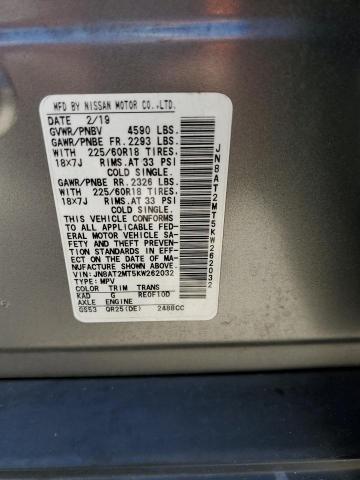 MFD BY NISSAN MOTOR CO.,LTD.
DATE 2/19
GVWR/PNBV 4590 LBS.
GAWR/PNBE FR. 2293 LBS.
WITH 225/60R18 TIRES.
18X7J RIMS.AT 33 PSI
COLD SINGLE.
GAWR/PNBE RR. 2326 LBS.
WITH 225/60R18 TIRES.
18X7J RIMS.AT 33 PSI
COLD SINGLE.
THIS VEHICLE CONFORMS
TO ALL APPLICABLE FED-
ERAL MOTOR VEHICLE SA-
FETY AND THEFT PREVENTION
STANDARDS IN EFFECT
ON THE DATE OF MA-
NUFACTURE SHOWN ABOVE.
VIN: JN8AT2MT5KW262032
TYPE: MPV
COLOR TRIM TRANS
KAD G RE0F10D
AXLE ENGINE
GS53 QR25(DE) 2488CC
JN8AT2MT5KW262032